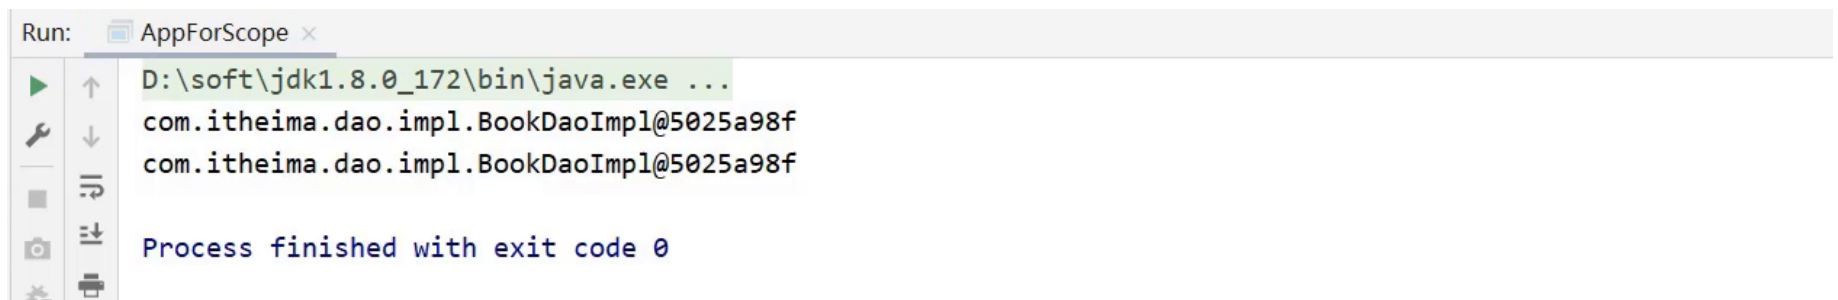 Run: AppForScope
D:\soft\jdk1.8.0_172\bin\java.exe ...
com.itheima.dao.impl.BookDaoImpl@5025a98f
com.itheima.dao.impl.BookDaoImpl@5025a98f
Process finished with exit code 0